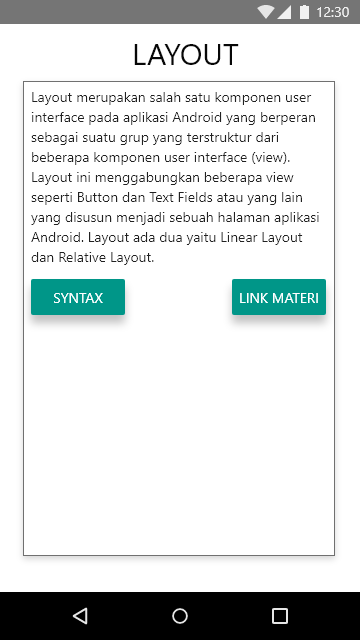 12:30
LAYOUT
Layout merupakan salah satu komponen user
interface pada aplikasi Android yang berperan
sebagai suatu grup yang terstruktur dari
beberapa komponen user interface (view).
Layout ini menggabungkan beberapa view
seperti Button dan Text Fields atau yang lain
yang disusun menjadi sebuah halaman aplikasi
Android. Layout ada dua yaitu Linear Layout
dan Relative Layout.
SYNTAX
LINK MATERI